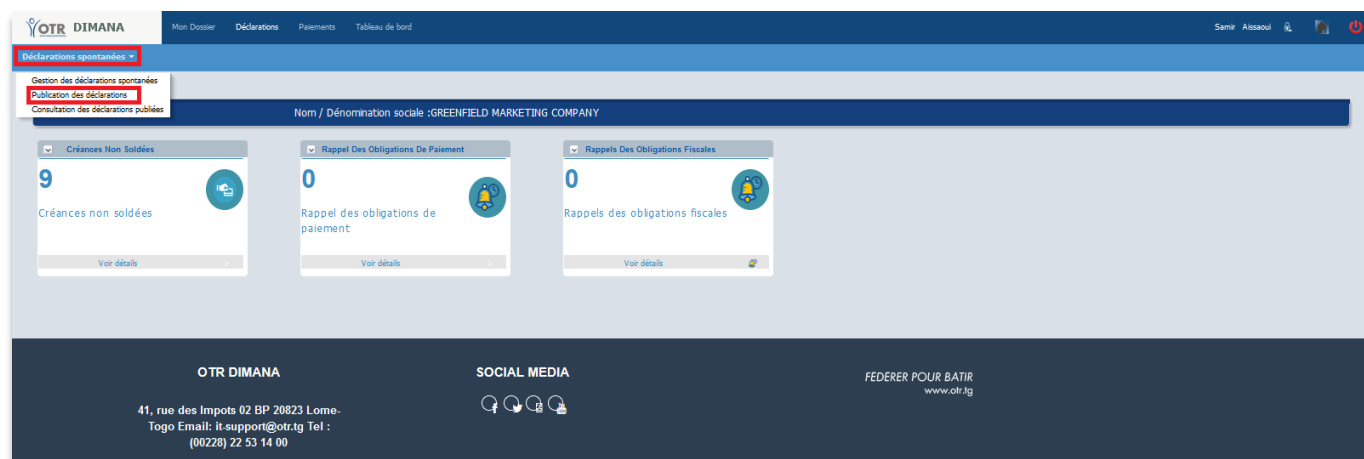 OTR DIMANA
Mon Dossier Déclarations Paiements Tableau de bord
Samir Aissaoui
Déclarations spontanées
Gestion des déclarations spontanées
Publication des déclarations
Consultation des déclarations publiées
Nom / Dénomination sociale :GREENFIELD MARKETING COMPANY
Créances Non Soldées
9
Créances non soldées
Voir détails
Rappel Des Obligations De Paiement
0
Rappel des obligations de
paiement
Voir détails
Rappels Des Obligations Fiscales
0
Rappels des obligations fiscales
Voir détails
OTR DIMANA
41, rue des Impots 02 BP 20823 Lome-
Togo Email: it-support@otr.tg Tel :
(00228) 22 53 14 00
SOCIAL MEDIA
FEDERER POUR BATIR
www.otr.tg